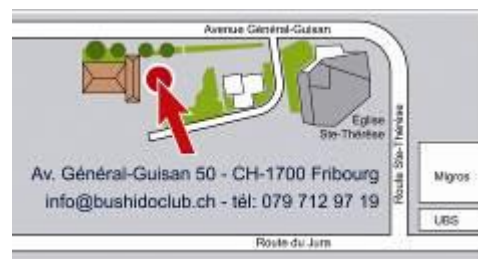 Avenue Général-Guisan
Eglise
Ste-Thérèse
Route Ste-Thérèse
Av. Général-Guisan 50 - CH-1700 Fribourg
info@bushidoclub.ch - tél: 079 712 97 19
Migros
UBS
Route du Jura